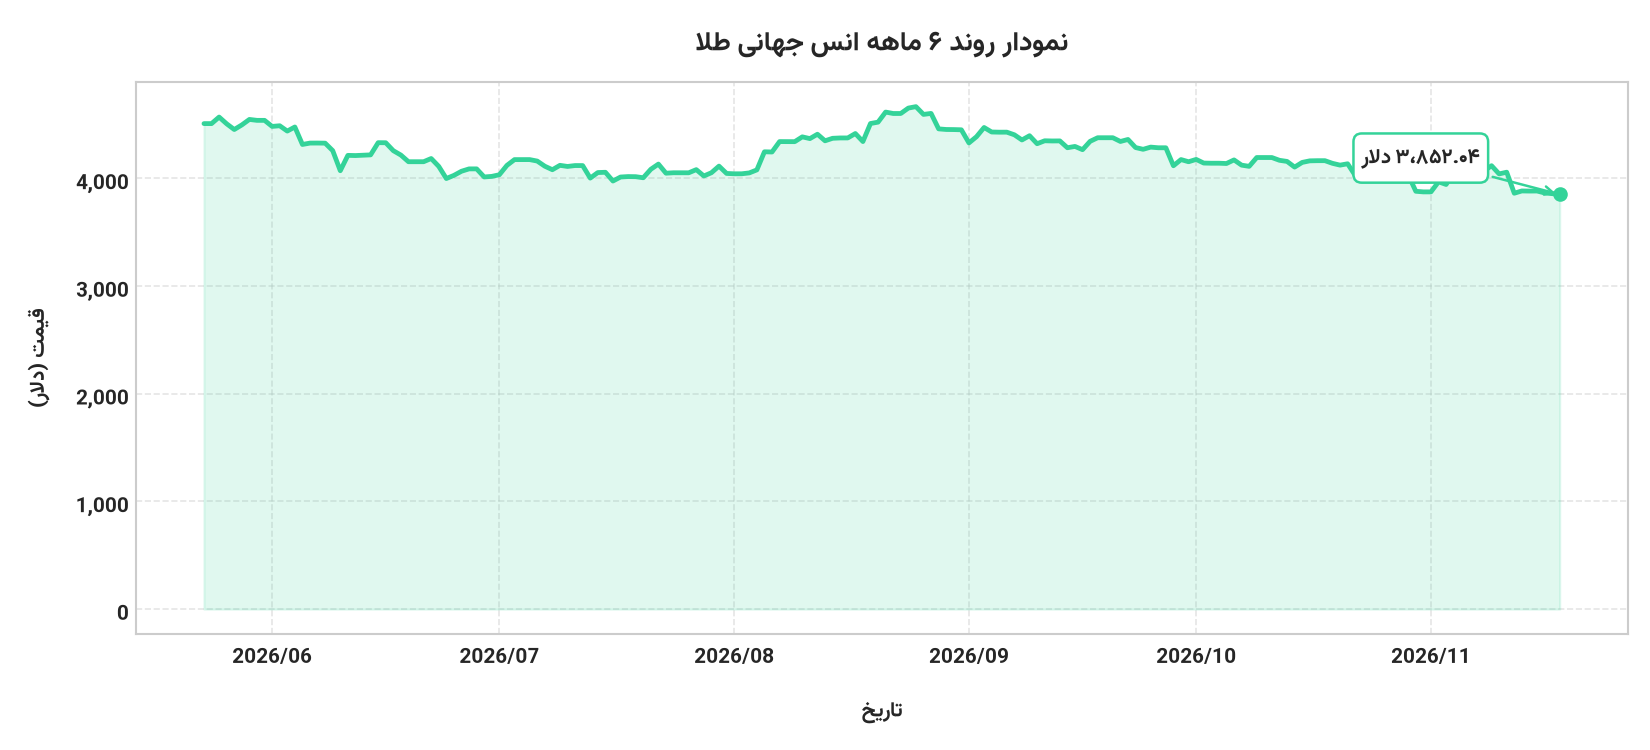 نمودار روند ۶ ماهه انس جهانی طلا
قیمت (دلار)
4,000
3,000
2,000
1,000
0
۳،۸۵۲.۰۴ دلار
2026/06
2026/07
2026/08
2026/09
2026/10
2026/11
تاریخ